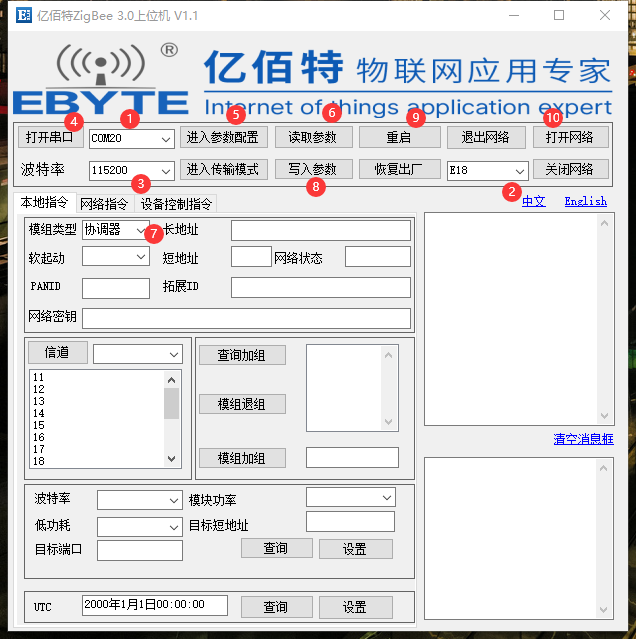 亿佰特ZigBee 3.0上位机 V1.1
®
亿佰特 物联网应用专家
EBYTE Internet of things application expert
4 1 5 6 9 10
打开串口 COM20 进入参数配置 读取参数 重启 退出网络 打开网络
波特率 115200 进入传输模式 写入参数 恢复出厂 E18 关闭网络
3 8 2
本地指令 网络指令 设备控制指令 中文 English
模组类型 协调器 7 长地址
软起动 短地址 网络状态
PANID 拓展ID
网络密钥
信道 查询加组
11
12
13
14
15
16
17
18
模组退组
模组加组
清空消息框
波特率 模块功率
低功耗 目标短地址
目标端口 查询 设置
UTC 2000年1月1日00:00:00 查询 设置